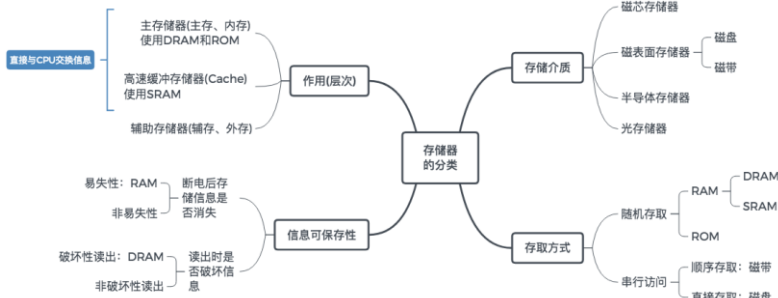 主存储器(主存、内存)
使用DRAM和ROM
直接与CPU交换信息
高速缓冲存储器(Cache)
使用SRAM
辅助存储器(辅存、外存)
作用(层次)
易失性：RAM
非易失性
断电后存
储信息是
否消失
破坏性读出：DRAM
非破坏性读出
读出时是
否破坏信
息
信息可保存性
存储器
的分类
存储介质
磁芯存储器
磁表面存储器
磁盘
磁带
半导体存储器
光存储器
存取方式
随机存取
RAM
DRAM
SRAM
ROM
串行访问
顺序存取：磁带
直接存取：磁盘